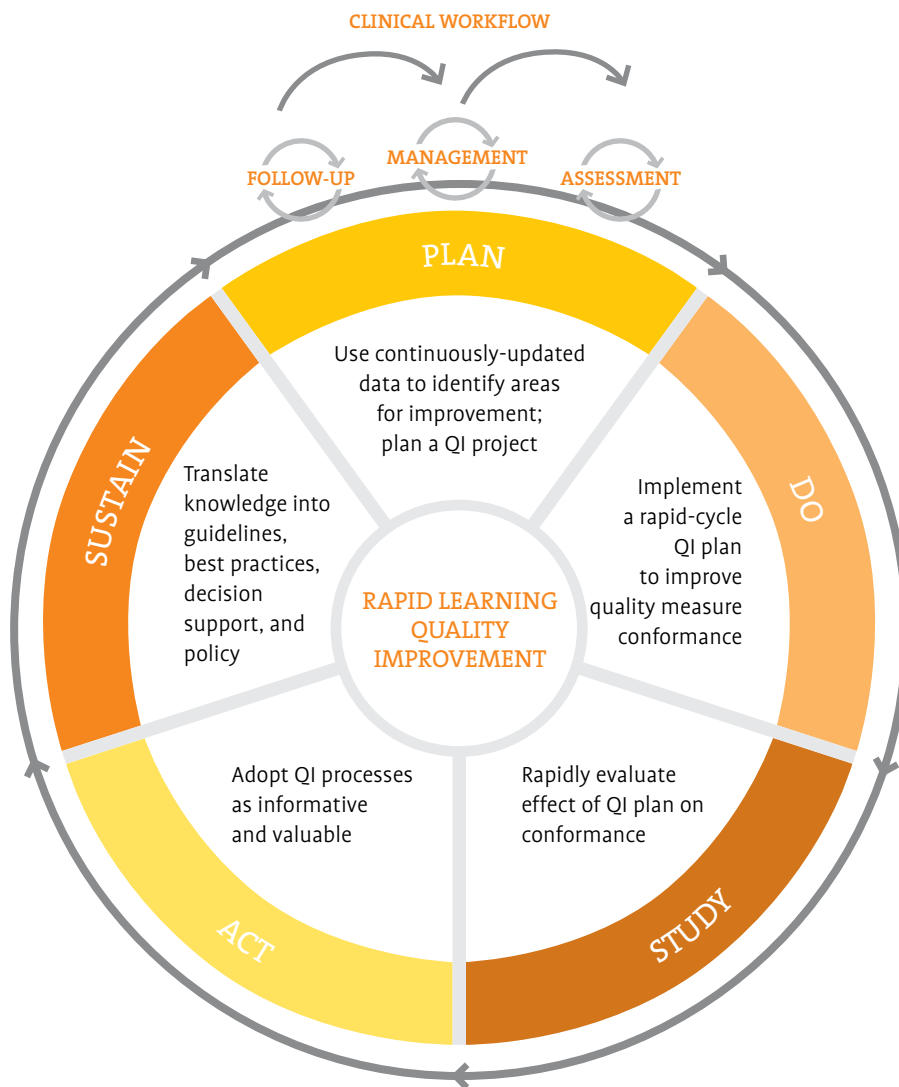 CLINICAL WORKFLOW
FOLLOW-UP
MANAGEMENT
ASSESSMENT
PLAN
Use continuously-updated
data to identify areas
for improvement;
plan a QI project
DO
Implement
a rapid-cycle
QI plan
to improve
quality measure
conformance
STUDY
Rapidly evaluate
effect of QI plan on
conformance
ACT
Adopt QI processes
as informative
and valuable
SUSTAIN
Translate
knowledge into
guidelines,
best practices,
decision
support, and
policy
RAPID LEARNING
QUALITY
IMPROVEMENT